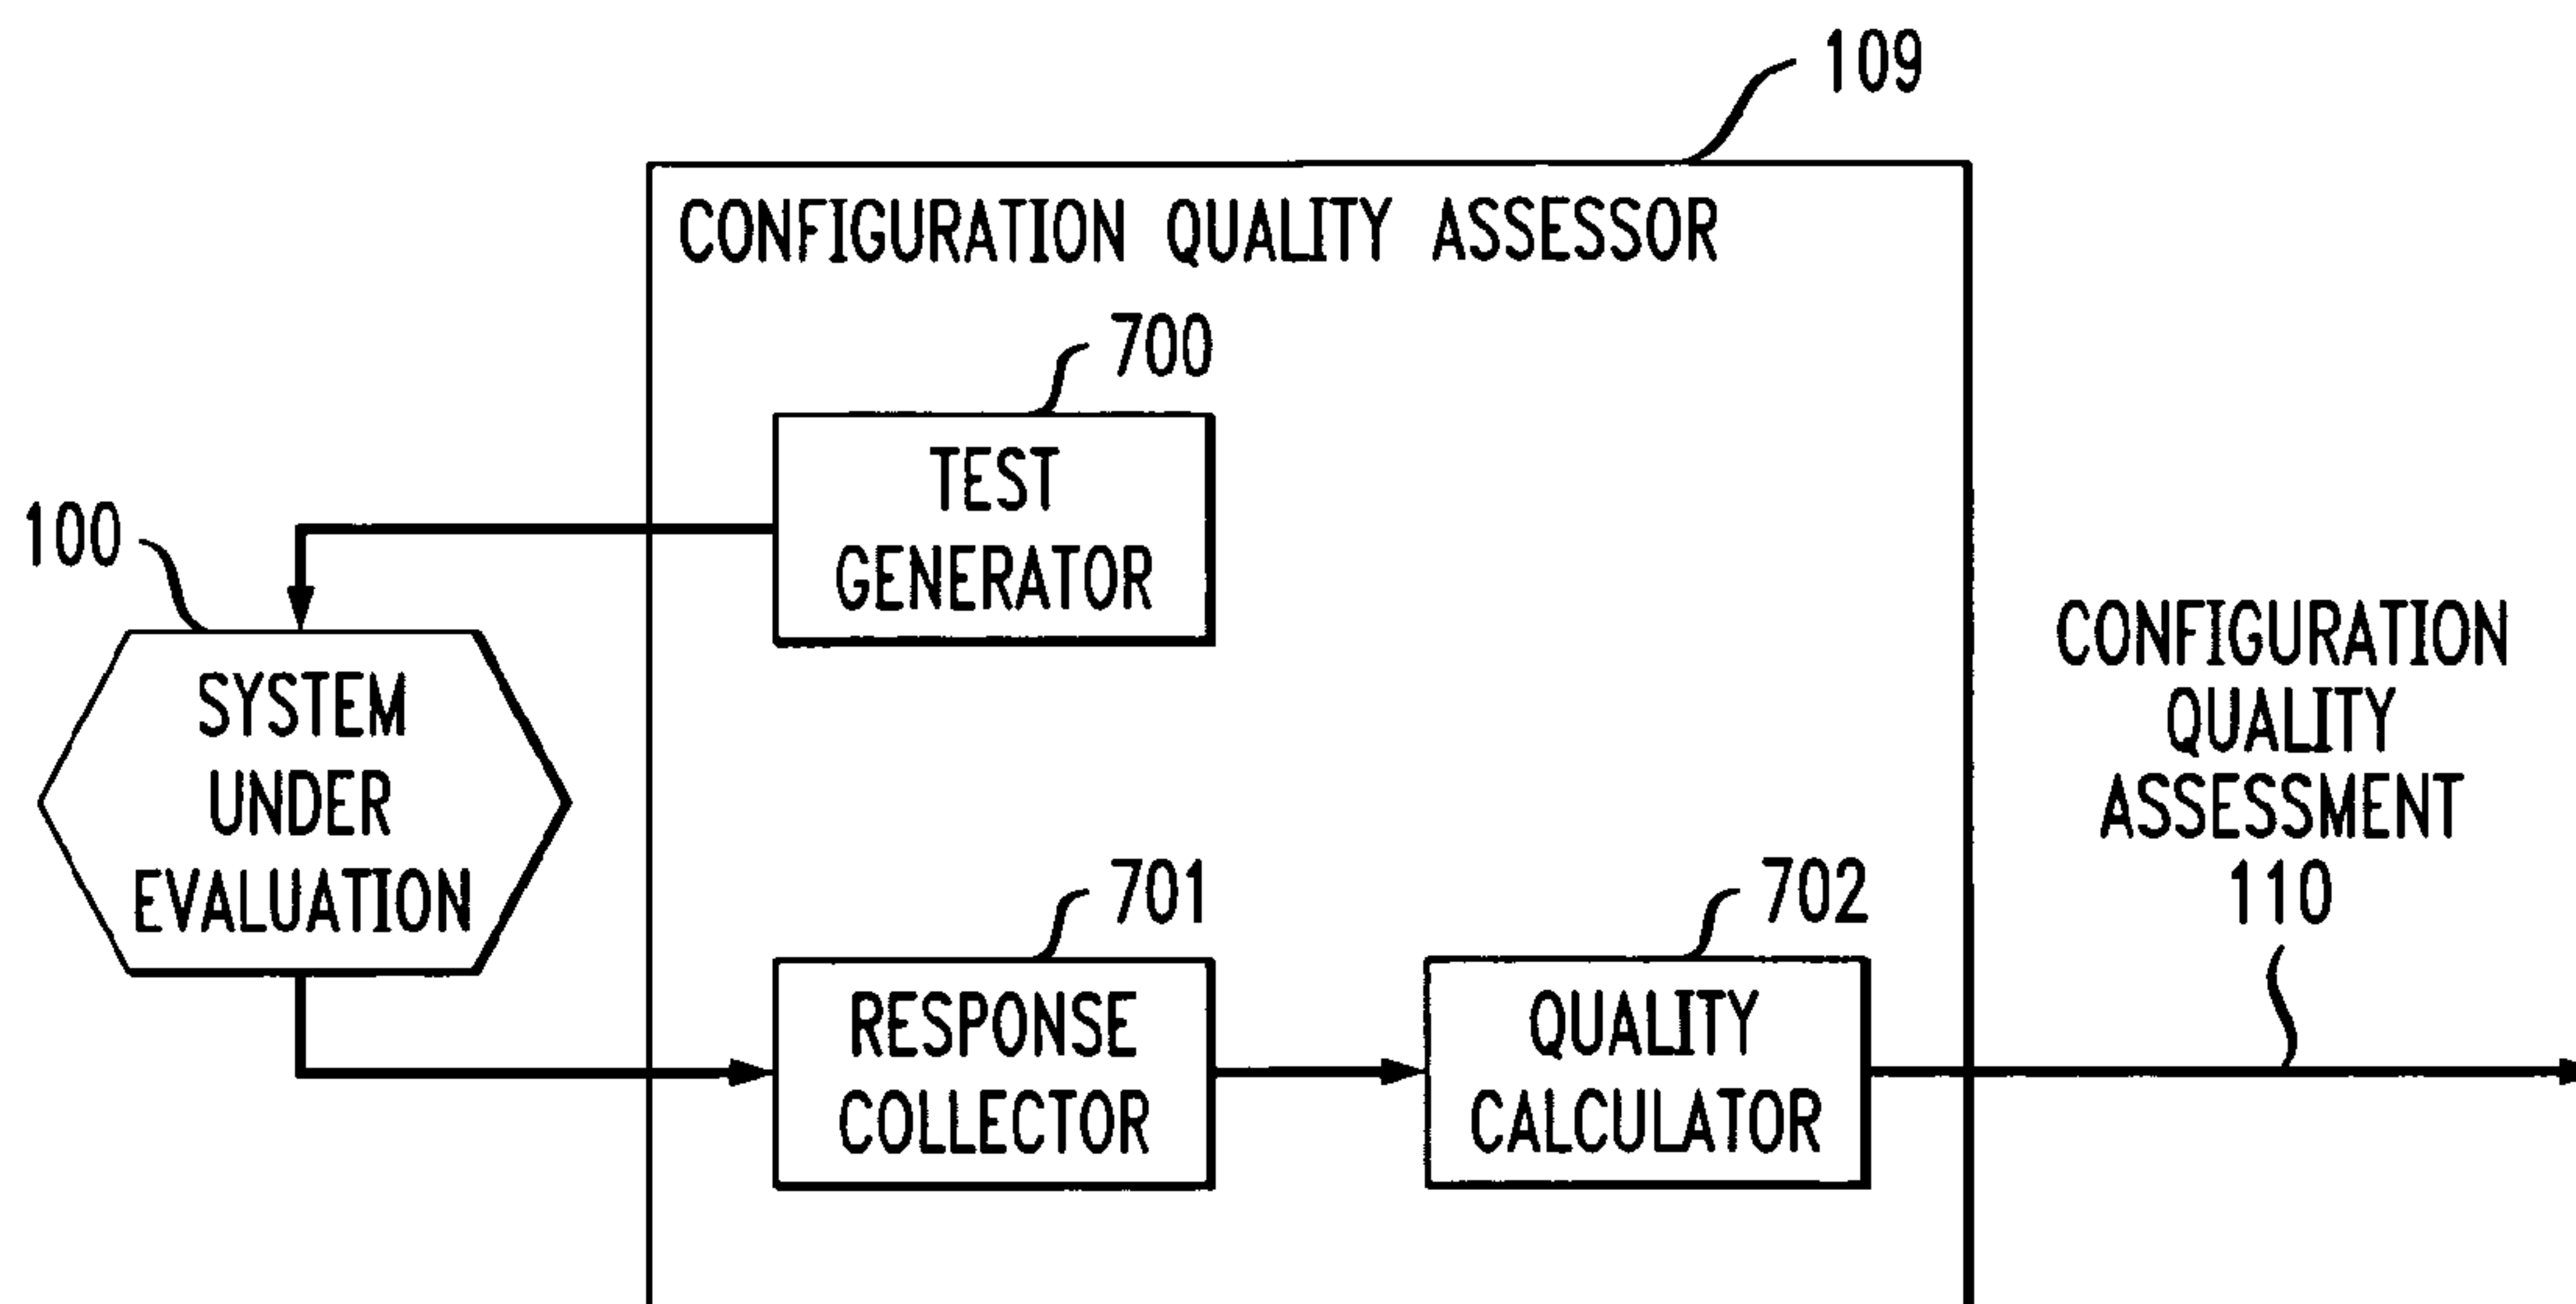 109
CONFIGURATION QUALITY ASSESSOR
700
TEST
GENERATOR
100
SYSTEM
UNDER
EVALUATION
701
RESPONSE
COLLECTOR
702
QUALITY
CALCULATOR
CONFIGURATION
QUALITY
ASSESSMENT
110